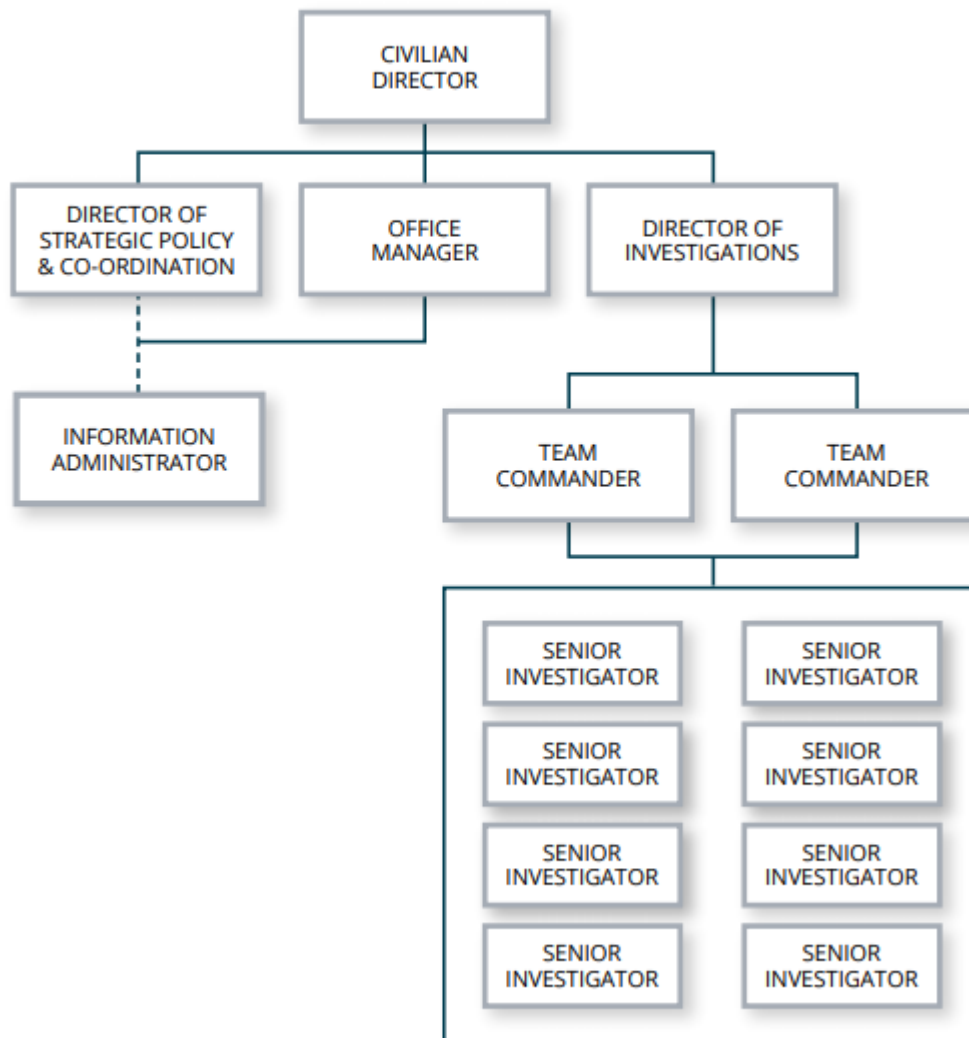 CIVILIAN
DIRECTOR
DIRECTOR OF
STRATEGIC POLICY
& CO-ORDINATION
OFFICE
MANAGER
DIRECTOR OF
INVESTIGATIONS
INFORMATION
ADMINISTRATOR
TEAM
COMMANDER
TEAM
COMMANDER
SENIOR
INVESTIGATOR
SENIOR
INVESTIGATOR
SENIOR
INVESTIGATOR
SENIOR
INVESTIGATOR
SENIOR
INVESTIGATOR
SENIOR
INVESTIGATOR
SENIOR
INVESTIGATOR
SENIOR
INVESTIGATOR